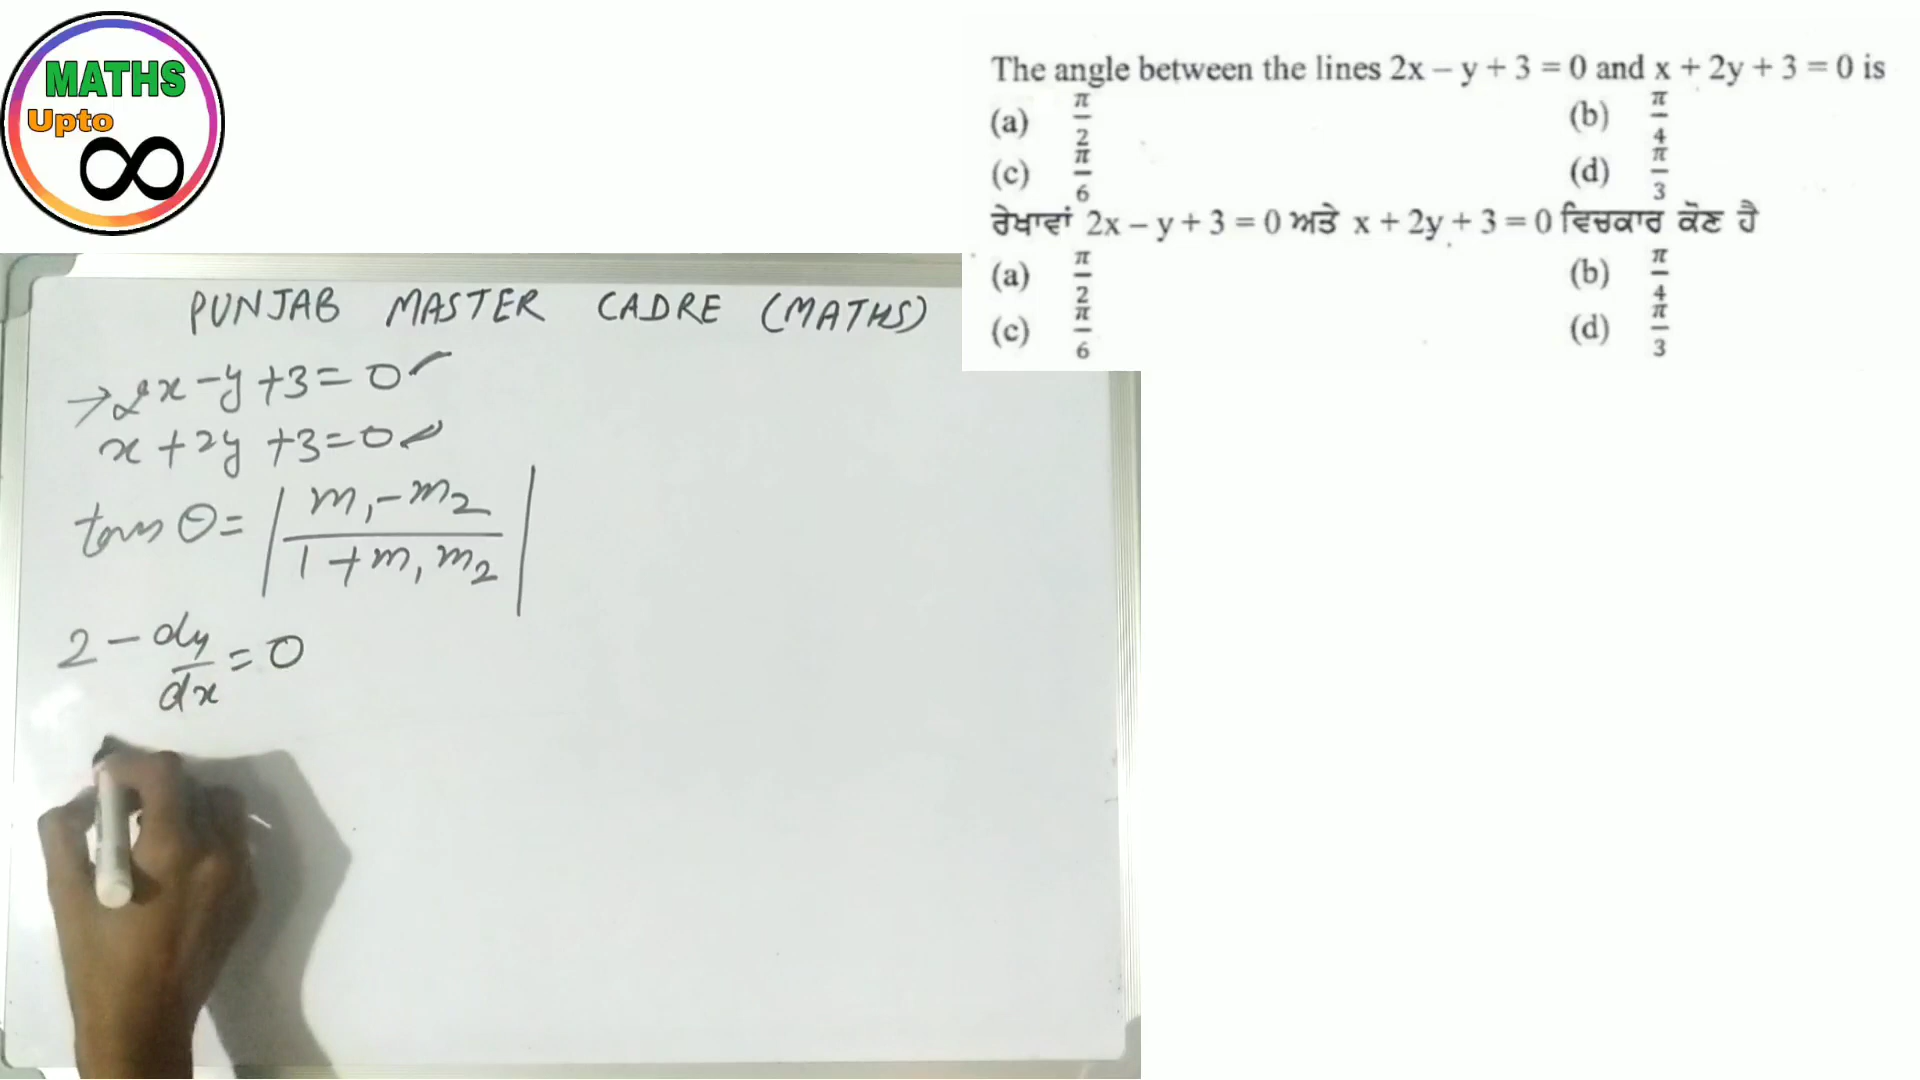 MATHS
Upto
∞
The angle between the lines 2x – y + 3 = 0 and x + 2y + 3 = 0 is
(a) π/2 (b) π/4
(c) π/6 (d) π/3
ਰੇਖਾਵਾਂ 2x – y + 3 = 0 ਅਤੇ x + 2y + 3 = 0 ਵਿਚਕਾਰ ਕੋਣ ਹੈ
(a) π/2 (b) π/4
(c) π/6 (d) π/3
PUNJAB MASTER CADRE (MATHS)
→ 2x – y + 3 = 0
x + 2y + 3 = 0
tan θ = | (m₁ – m₂) / (1 + m₁ m₂) |
2 – dy/dx = 0